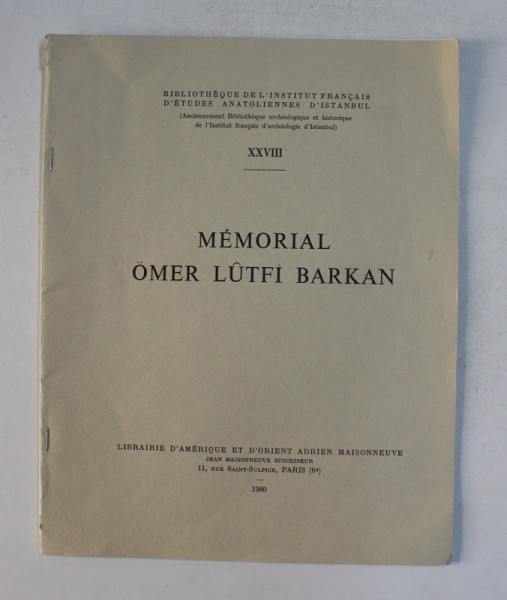 BIBLIOTHÈQUE DE L'INSTITUT FRANÇAIS
D'ÉTUDES ANATOLIENNES D'ISTANBUL
(Anciennement Bibliothèque archéologique et historique
de l'Institut français d'archéologie d'Istanbul)
XXVIII
MÉMORIAL
ÖMER LÛTFİ BARKAN
LIBRAIRIE D'AMÉRIQUE ET D'ORIENT ADRIEN MAISONNEUVE
JEAN MAISONNEUVE SUCCESSEUR
11, RUE SAINT-SULPICE, PARIS (6e)
1980